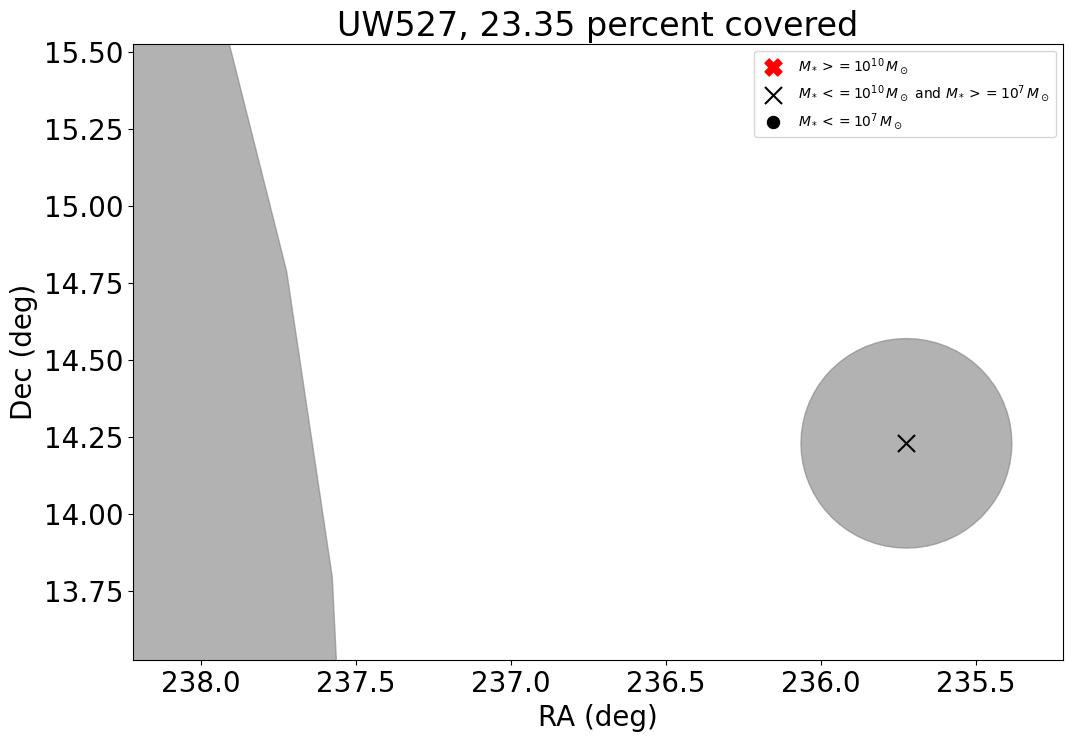 UW527, 23.35 percent covered
M* >= 10^10 M⊙
M* <= 10^10 M⊙ and M* >= 10^7 M⊙
M* <= 10^7 M⊙
15.50
15.25
15.00
14.75
14.50
14.25
14.00
13.75
Dec (deg)
238.0 237.5 237.0 236.5 236.0 235.5
RA (deg)